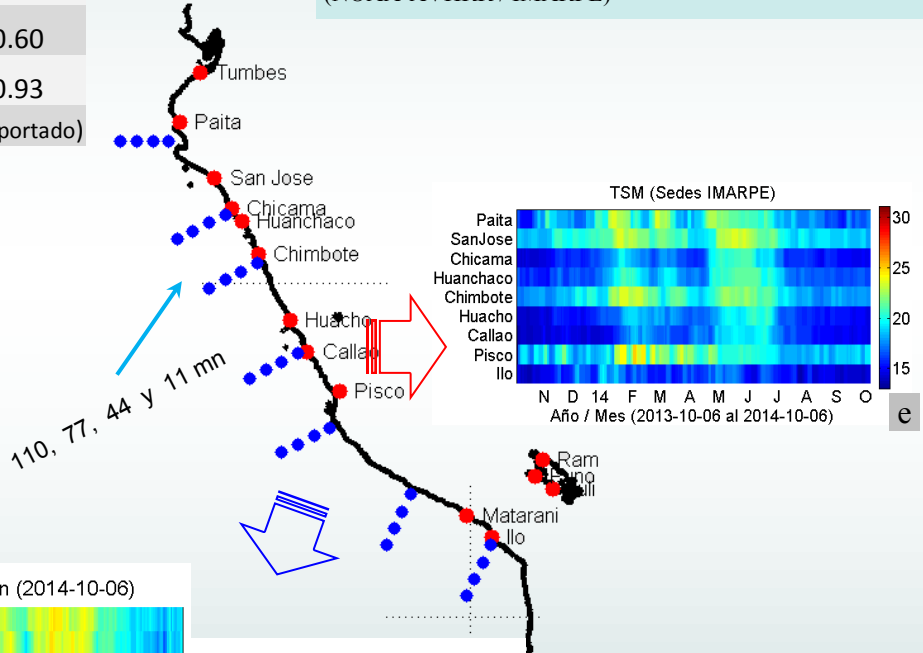 0.60
0.93
portado)
Tumbes
Paita
San Jose
Chicama
Huanchaco
Chimbote
Huacho
Callao
Pisco
110, 77, 44 y 11 mn
Ram
Matarani
Ilo
TSM (Sedes IMARPE)
Paita
SanJose
Chicama
Huanchaco
Chimbote
Huacho
Callao
Pisco
Ilo
30
25
20
15
N D 14 F M A M J J A S O
Año / Mes (2013-10-06 al 2014-10-06)
e
n (2014-10-06)